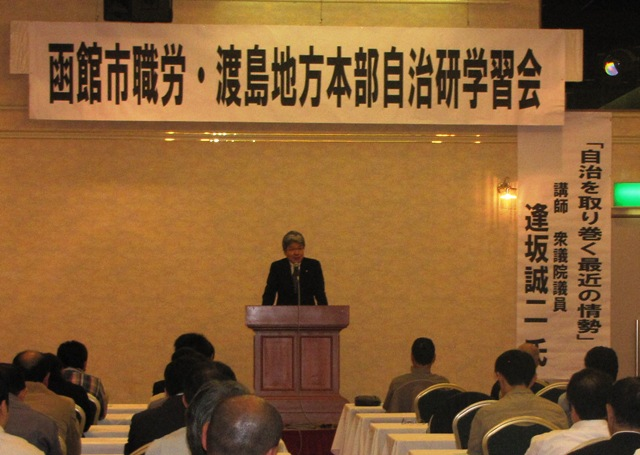 函館市職労・渡島地方本部自治研学習会
「自治を取り巻く最近の情勢」
講師 衆議院議員
逢坂誠二 氏